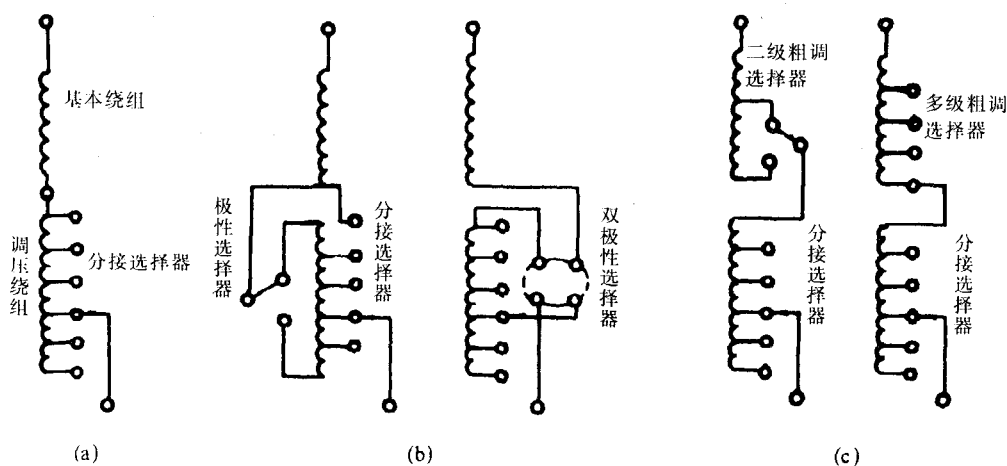 基本绕组
调压绕组
分接选择器
极性选择器
分接选择器
双极性选择器
二级粗调
选择器
分接选择器
多级粗调
选择器
分接选择器
(a)
(b)
(c)